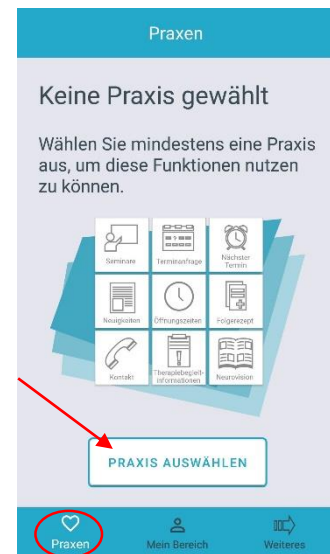 Praxen
Keine Praxis gewählt
Wählen Sie mindestens eine Praxis
aus, um diese Funktionen nutzen
zu können.
Seminare
Terminanfrage
Nächster
Termin
Neuigkeiten
Öffnungszeiten
Folgerezept
Kontakt
Therapiebegleit-
informationen
Neurovision
PRAXIS AUSWÄHLEN
Praxen
Mein Bereich
Weiteres